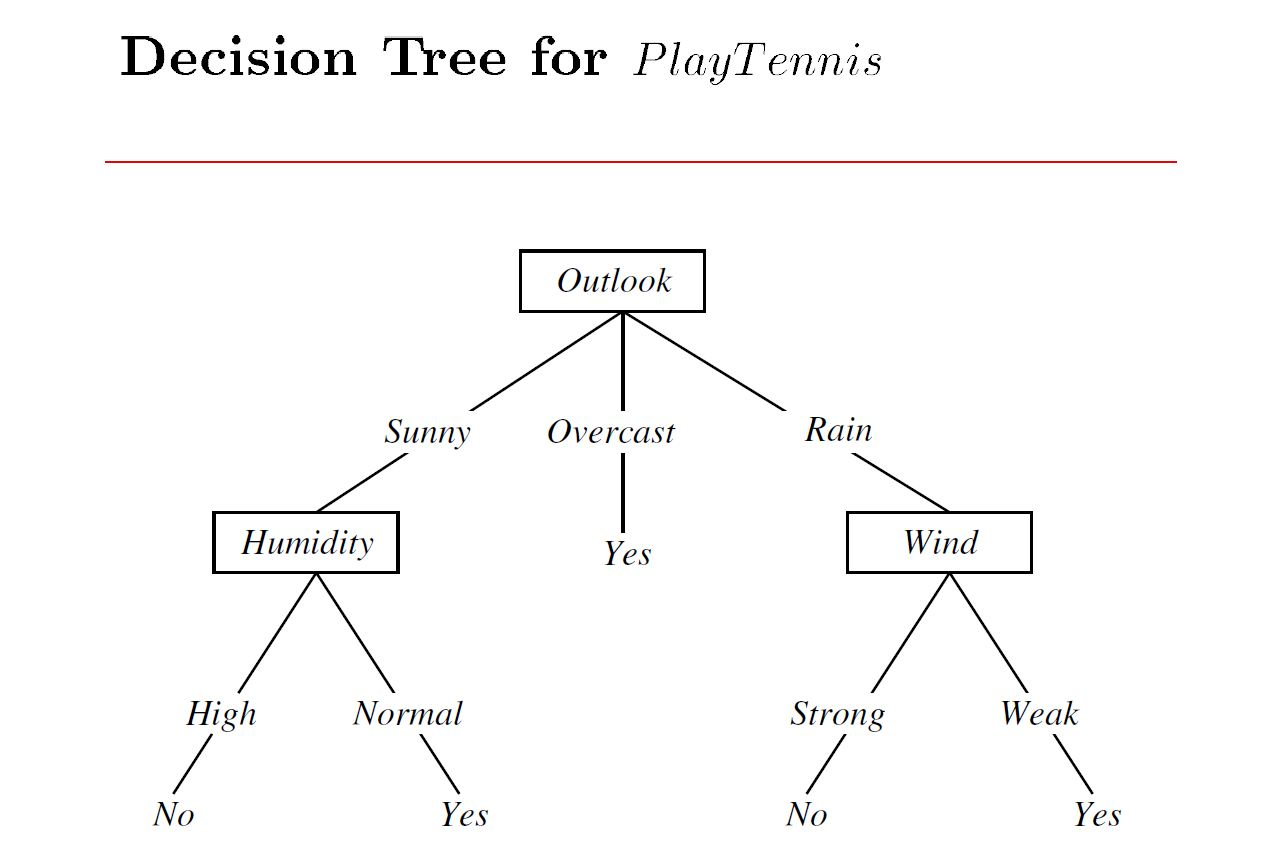 Decision Tree for PlayTennis
Outlook
Sunny Overcast Rain
Humidity Yes Wind
High Normal Strong Weak
No Yes No Yes